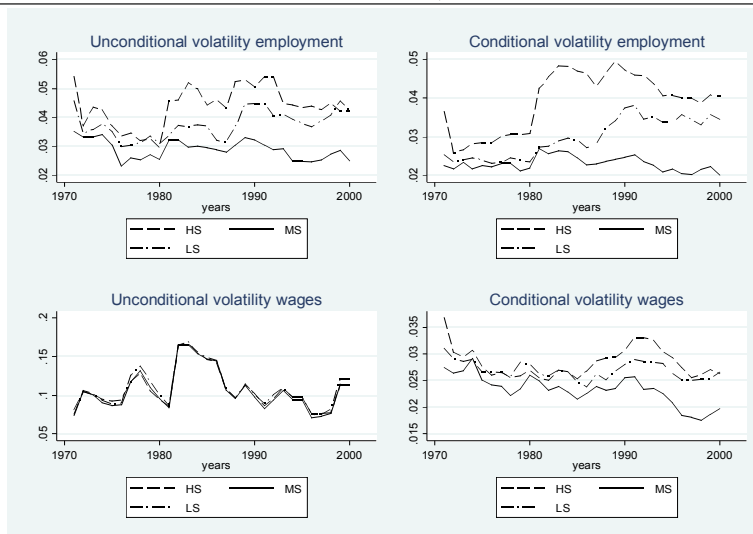 Unconditional volatility employment
.06
.05
.04
.03
.02
1970 1980 1990 2000
years
HS MS
LS
Conditional volatility employment
.05
.04
.03
.02
1970 1980 1990 2000
years
HS MS
LS
Unconditional volatility wages
.2
.15
.1
.05
1970 1980 1990 2000
years
HS MS
LS
Conditional volatility wages
.035
.03
.025
.02
.015
1970 1980 1990 2000
years
HS MS
LS